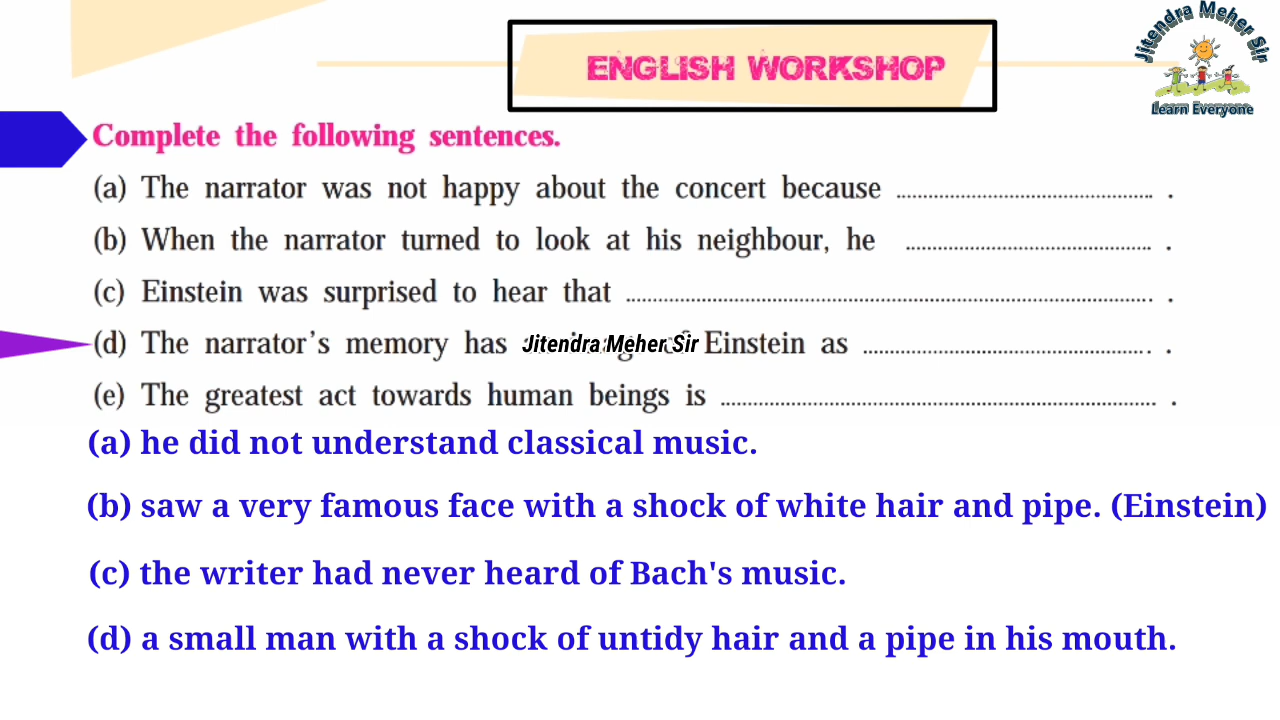 ENGLISH WORKSHOP
Jitendra Meher Sir
Learn Everyone
Complete the following sentences.
(a) The narrator was not happy about the concert because .......................................... .
(b) When the narrator turned to look at his neighbour, he .......................................... .
(c) Einstein was surprised to hear that .......................................... .
(d) The narrator's memory has Jitendra Meher Sir Einstein as .......................................... .
(e) The greatest act towards human beings is .......................................... .
(a) he did not understand classical music.
(b) saw a very famous face with a shock of white hair and pipe. (Einstein)
(c) the writer had never heard of Bach's music.
(d) a small man with a shock of untidy hair and a pipe in his mouth.